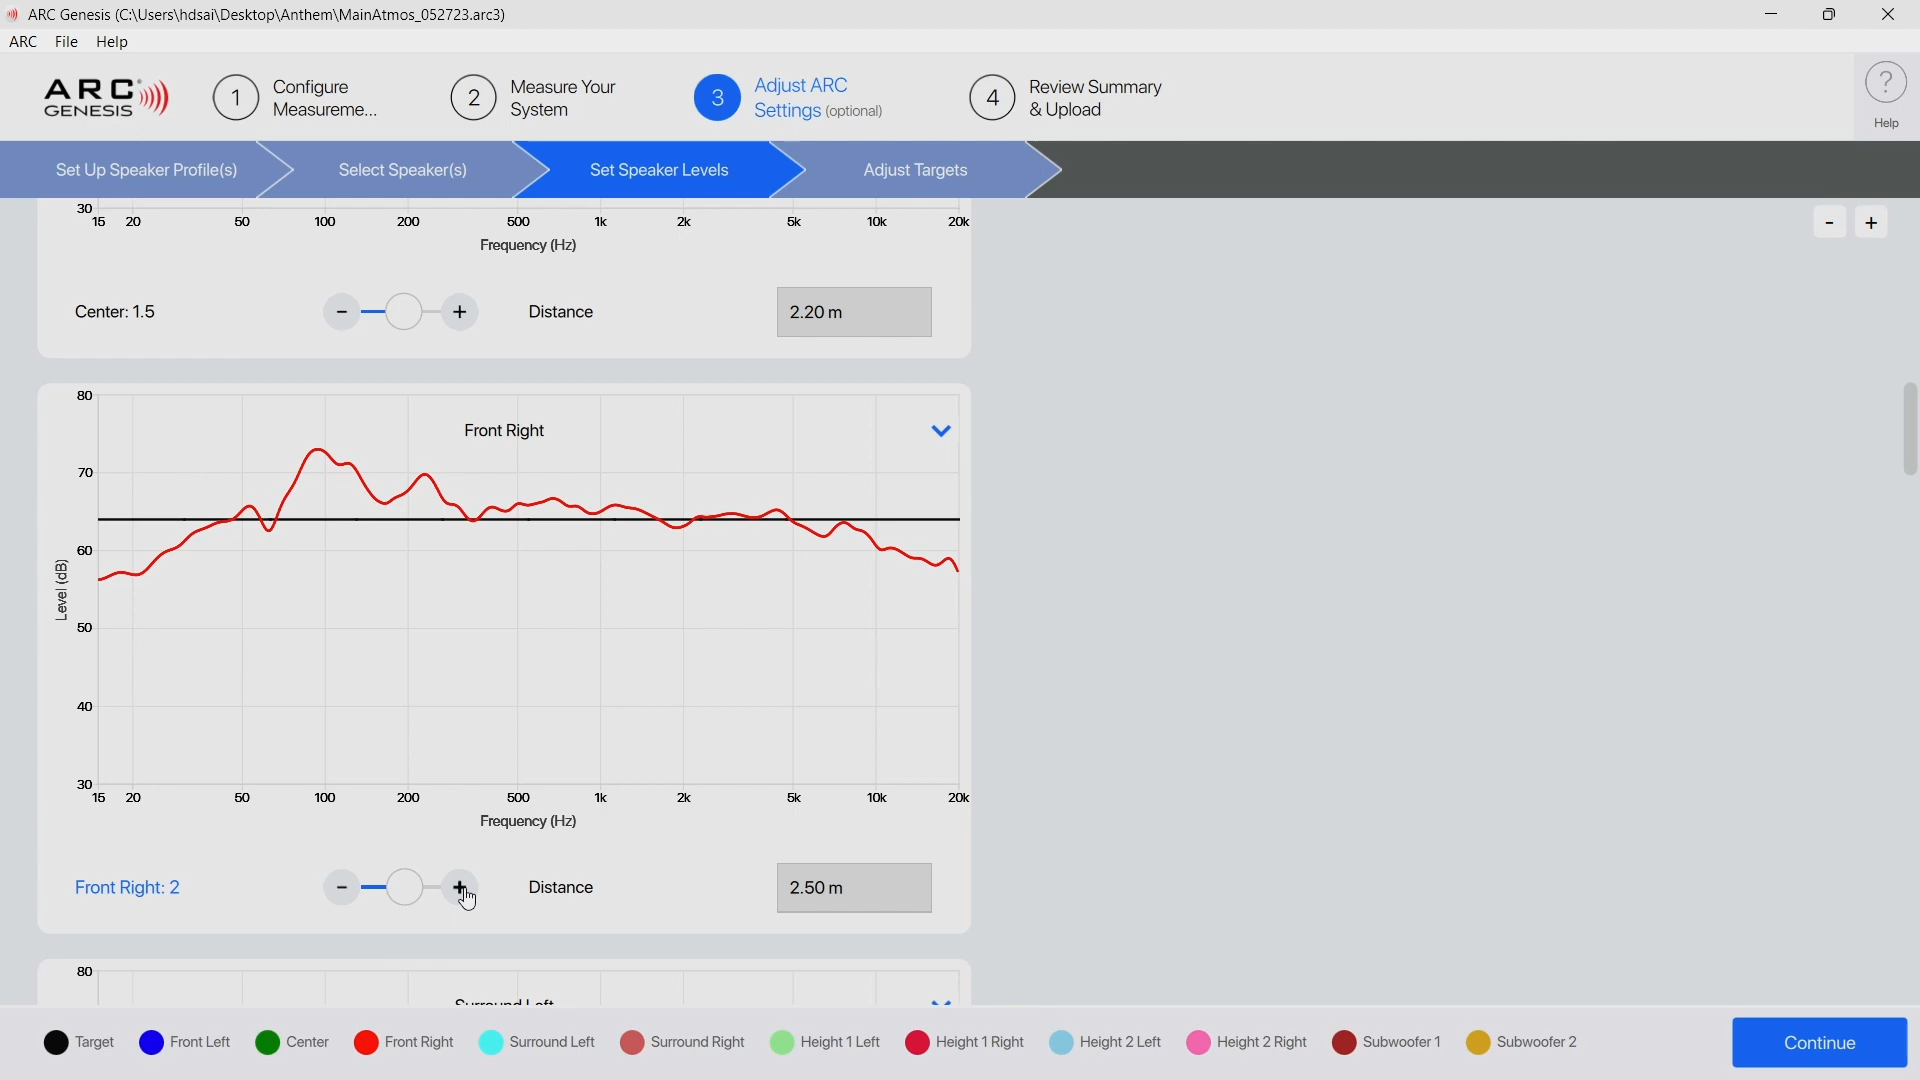 ARC Genesis (C:\Users\hdsai\Desktop\Anthem\MainAtmos_052723.arc3)
ARC File Help
ARC GENESIS
1 Configure Measureme...
2 Measure Your System
3 Adjust ARC Settings (optional)
4 Review Summary & Upload
?
Help
Set Up Speaker Profile(s) Select Speaker(s) Set Speaker Levels Adjust Targets
30
15 20 50 100 200 500 1k 2k 5k 10k 20k
- +
Frequency (Hz)
Center: 1.5 - + Distance 2.20 m
80
Front Right
70
60
Level (dB)
50
40
30
15 20 50 100 200 500 1k 2k 5k 10k 20k
Frequency (Hz)
Front Right: 2 - + Distance 2.50 m
80
Surround Left
Target Front Left Center Front Right Surround Left Surround Right Height 1 Left Height 1 Right Height 2 Left Height 2 Right Subwoofer 1 Subwoofer 2 Continue